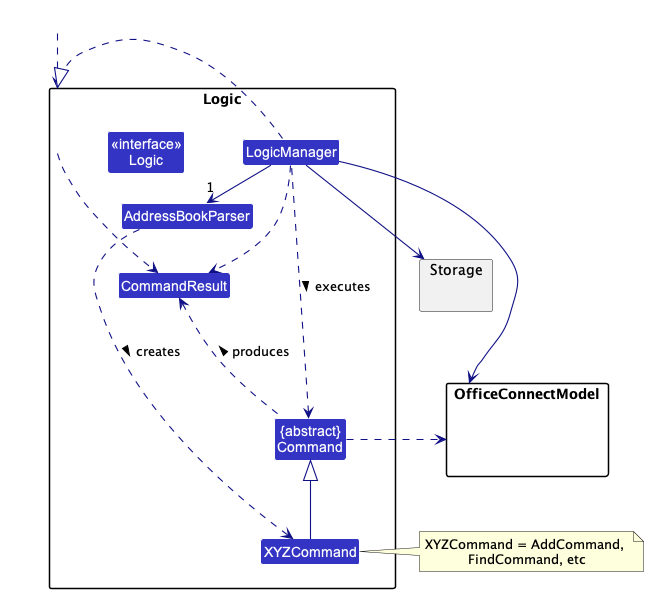 Logic
«interface»
Logic
LogicManager
1
AddressBookParser
CommandResult
Storage
executes
creates
produces
OfficeConnectModel
{abstract}
Command
XYZCommand
XYZCommand = AddCommand,
FindCommand, etc